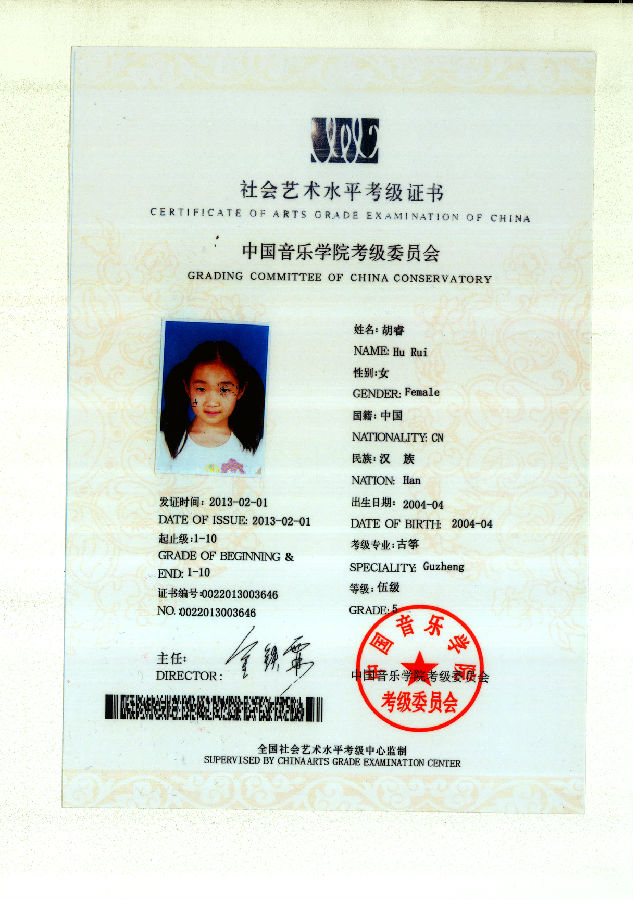 社会艺术水平考级证书
CERTIFICATE OF ARTS GRADE EXAMINATION OF CHINA
中国音乐学院考级委员会
GRADING COMMITTEE OF CHINA CONSERVATORY
姓名:胡睿
NAME: Hu Rui
性别:女
GENDER: Female
国籍:中国
NATIONALITY: CN
民族:汉 族
NATION: Han
出生日期: 2004-04
DATE OF BIRTH: 2004-04
考级专业:古筝
SPECIALITY: Guzheng
等级:伍级
GRADE: 5
发证时间: 2013-02-01
DATE OF ISSUE: 2013-02-01
起止级:1-10
GRADE OF BEGINNING &
END: 1-10
证书编号:0022013003646
NO.:0022013003646
主任:
DIRECTOR:
中国音乐学院
考级委员会
中国音乐学院考级委员会
全国社会艺术水平考级中心监制
SUPERVISED BY CHINA ARTS GRADE EXAMINATION CENTER